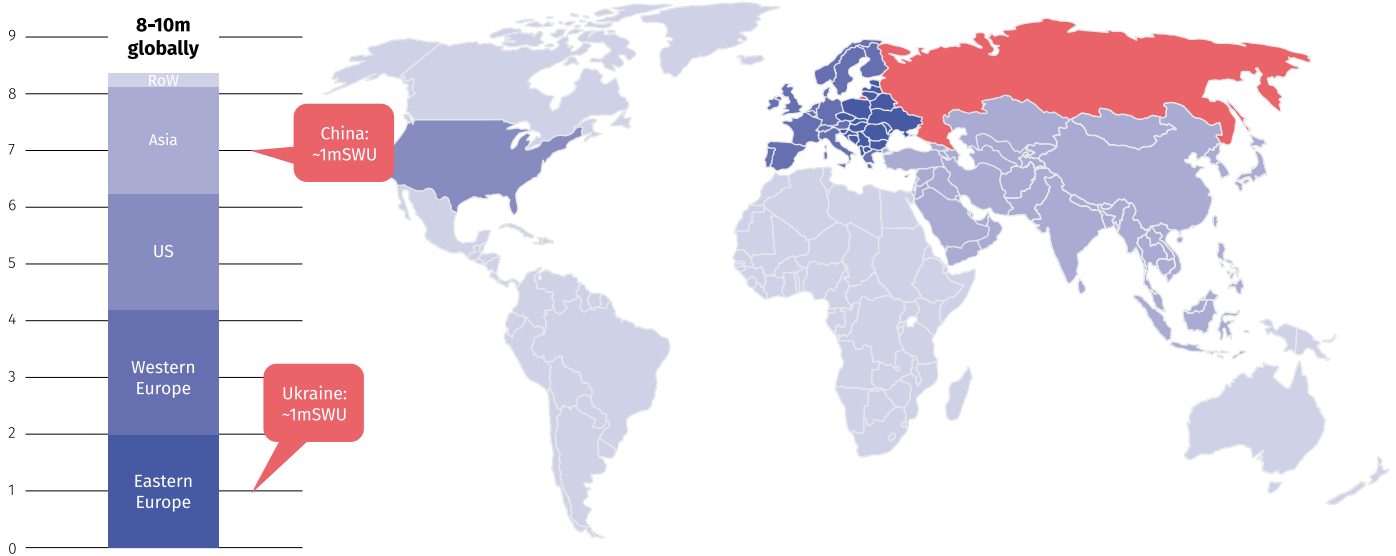 8-10m
globally
9
8
7
6
5
4
3
2
1
0
RoW
Asia
US
Western
Europe
Eastern
Europe
China:
~1mSWU
Ukraine:
~1mSWU